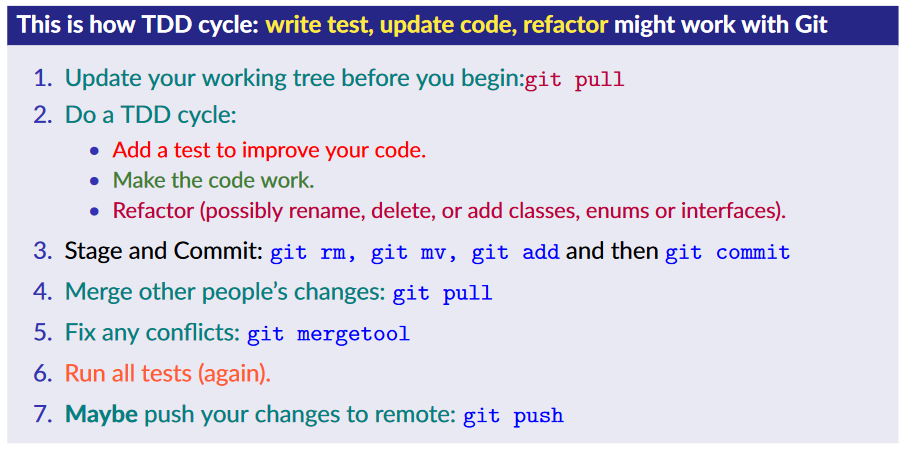 This is how TDD cycle: write test, update code, refactor might work with Git
1. Update your working tree before you begin:git pull
2. Do a TDD cycle:
• Add a test to improve your code.
• Make the code work.
• Refactor (possibly rename, delete, or add classes, enums or interfaces).
3. Stage and Commit: git rm, git mv, git add and then git commit
4. Merge other people’s changes: git pull
5. Fix any conflicts: git mergetool
6. Run all tests (again).
7. Maybe push your changes to remote: git push